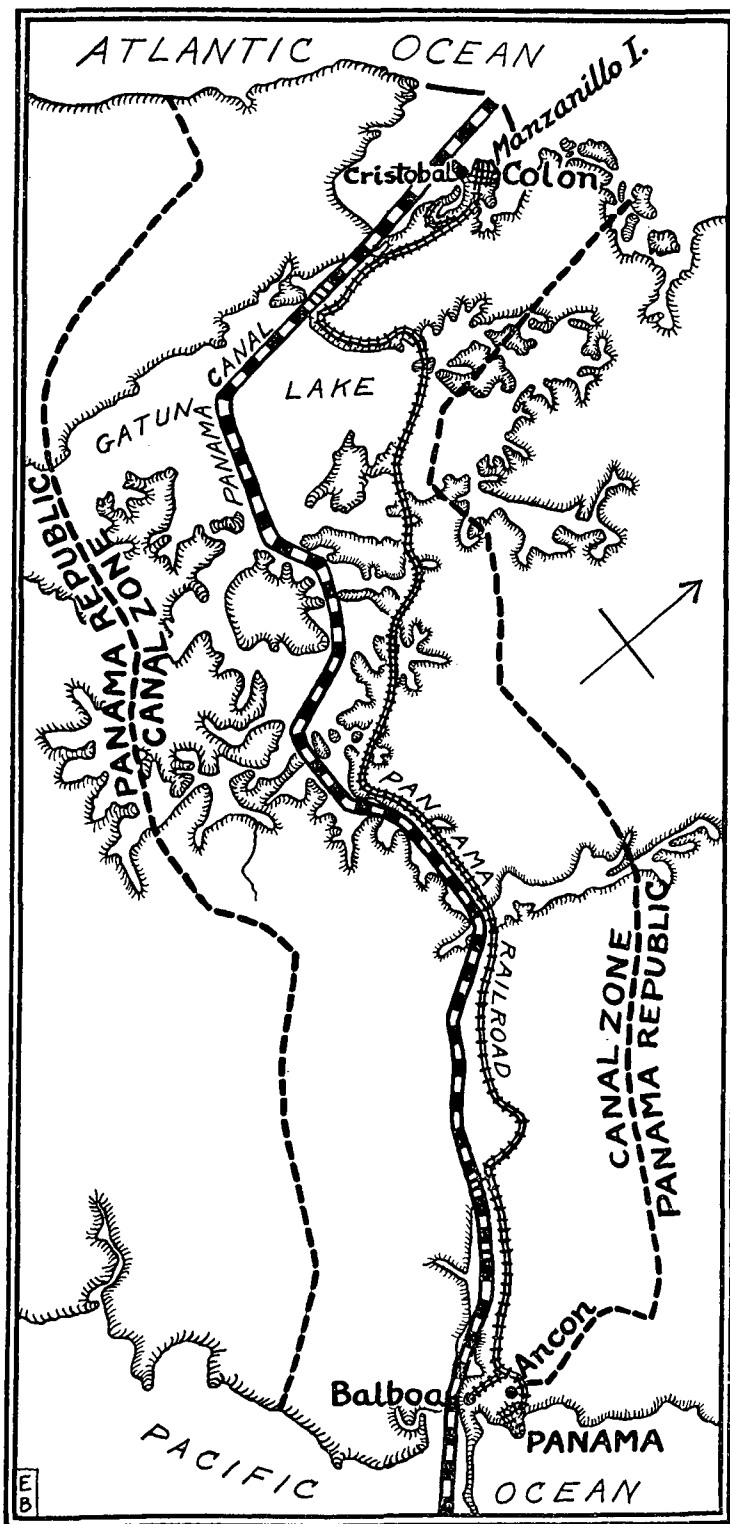 ATLANTIC OCEAN
Manzanillo I.
Cristobal
Colon
PANAMA CANAL
GATUN LAKE
PANAMA REPUBLIC
CANAL ZONE
PANAMA RAILROAD
CANAL ZONE
PANAMA REPUBLIC
Ancon
Balboa
PANAMA
PACIFIC OCEAN
EB